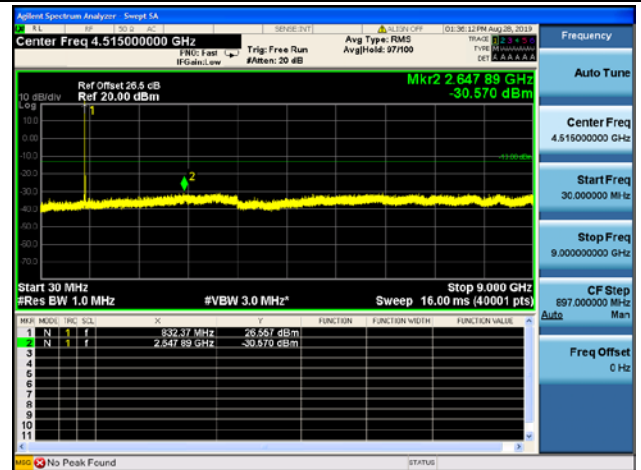 Agilent Spectrum Analyzer - Swept SA
RL RF 50 Ω AC SENSE:INT ALIGN OFF 01:36:12 PM Aug 28, 2019
Center Freq 4.515000000 GHz
PNO: Fast
IFGain:Low
Trig: Free Run
#Atten: 20 dB
Avg Type: RMS
Avg|Hold: 97/100
TRACE 1 2 3 4 5 6
TYPE M
DET A A A A A A
Frequency
Auto Tune
Center Freq
4.515000000 GHz
Start Freq
30.000000 MHz
Stop Freq
9.000000000 GHz
CF Step
897.000000 MHz
Auto Man
Freq Offset
0 Hz
Mkr2 2.647 89 GHz
-30.570 dBm
Ref Offset 26.5 dB
10 dB/div Ref 20.00 dBm
Log
1
10.0
0.00
-10.0
-13.00 dBm
-20.0
2
-30.0
-40.0
-50.0
-60.0
-70.0
Start 30 MHz Stop 9.000 GHz
#Res BW 1.0 MHz #VBW 3.0 MHz* Sweep 16.00 ms (40001 pts)
MKR MODE TRC SCL X Y FUNCTION FUNCTION WIDTH FUNCTION VALUE
1 N 1 f 832.37 MHz 26.557 dBm
2 N 1 f 2.647 89 GHz -30.570 dBm
3
4
5
6
7
8
9
10
11
MSG No Peak Found STATUS